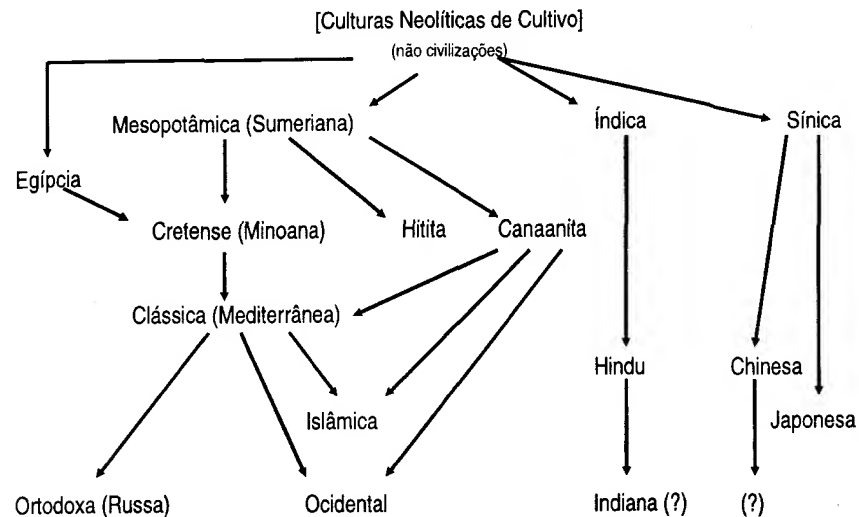 [Culturas Neolíticas de Cultivo]
(não civilizações)
Mesopotâmica (Sumeriana)
Índica
Sínica
Egípcia
Cretense (Minoana)
Hitita
Canaanita
Clássica (Mediterrânea)
Hindu
Chinesa
Islâmica
Japonesa
Ortodoxa (Russa)
Ocidental
Indiana (?)
(?)